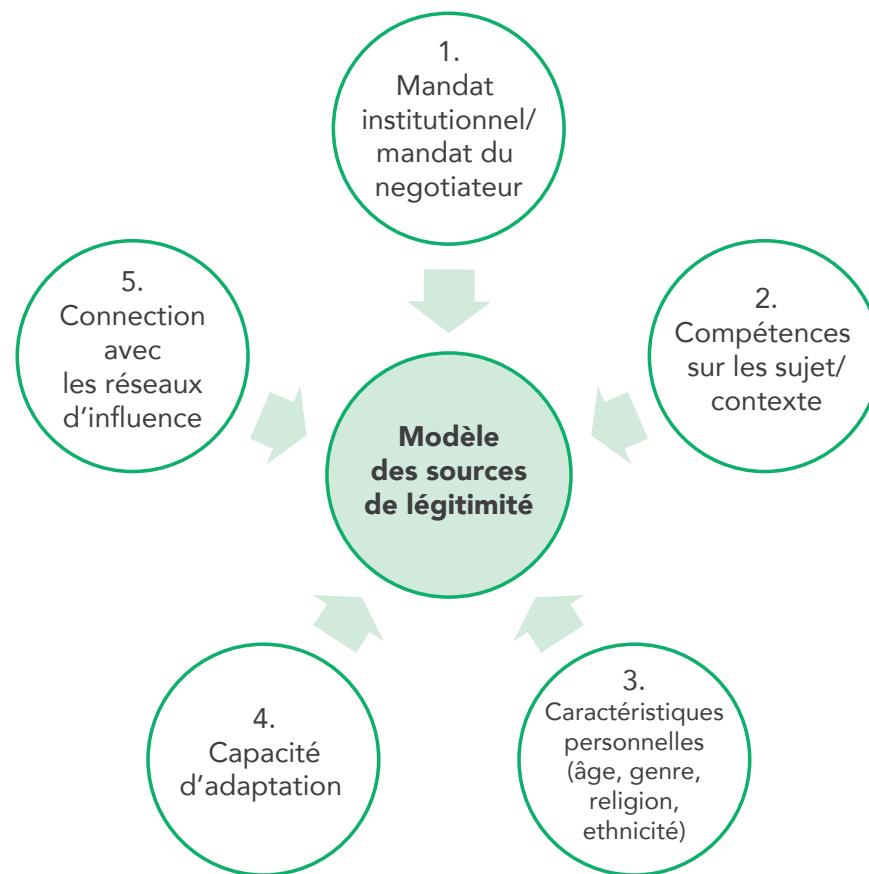 1.
Mandat
institutionnel/
mandat du
negotiateur
2.
Compétences
sur les sujet/
contexte
3.
Caractéristiques
personnelles
(âge, genre,
religion,
ethnicité)
4.
Capacité
d’adaptation
5.
Connection
avec
les réseaux
d’influence
Modèle
des sources
de légitimité